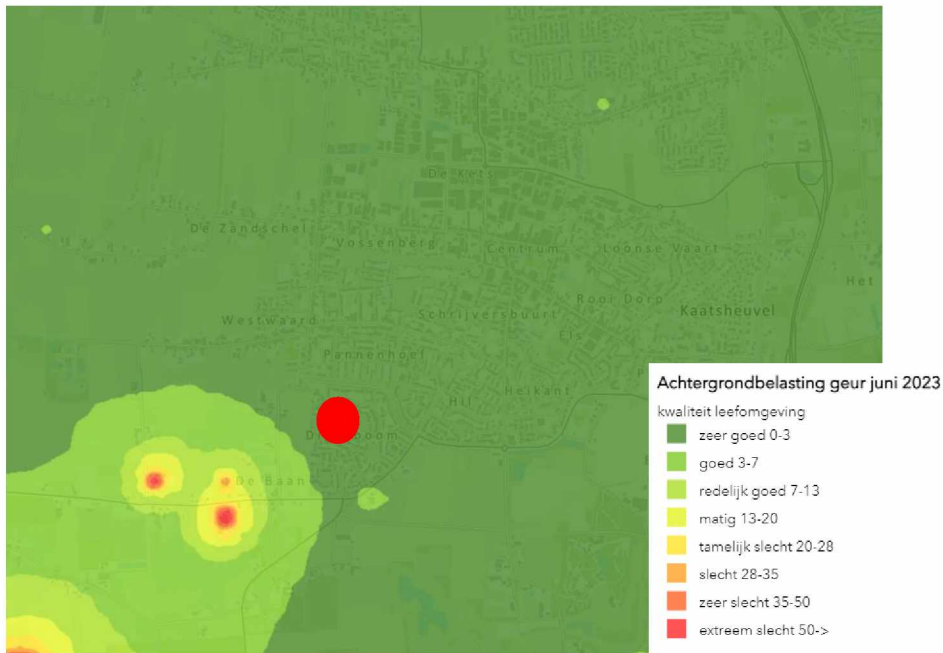 De Kets
De Zandschel
Vossenberg
Centrum
Loonse Vaart
Het
Rooi Dorp
Kaatsheuvel
Westwaard
Schrijversbuurt
Els
Pannenhoef
Heikant
Hil
De Baan
Achtergrondbelasting geur juni 2023
kwaliteit leefomgeving
zeer goed 0-3
goed 3-7
redelijk goed 7-13
matig 13-20
tamelijk slecht 20-28
slecht 28-35
zeer slecht 35-50
extreem slecht 50->